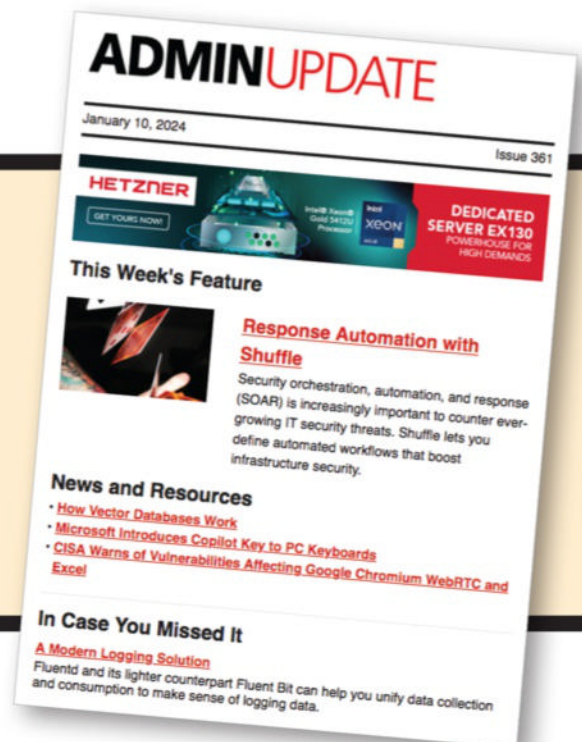 ADMINUPDATE
January 10, 2024
Issue 361
HETZNER
GET YOURS NOW!
Intel® Xeon®
Gold 5412U
Processor
intel
XEON
DEDICATED
SERVER EX130
POWERHOUSE FOR
HIGH DEMANDS
This Week's Feature
Response Automation with
Shuffle
Security orchestration, automation, and response
(SOAR) is increasingly important to counter ever-
growing IT security threats. Shuffle lets you
define automated workflows that boost
infrastructure security.
News and Resources
· How Vector Databases Work
· Microsoft Introduces Copilot Key to PC Keyboards
· CISA Warns of Vulnerabilities Affecting Google Chromium WebRTC and
Excel
In Case You Missed It
A Modern Logging Solution
Fluentd and its lighter counterpart Fluent Bit can help you unify data collection
and consumption to make sense of logging data.